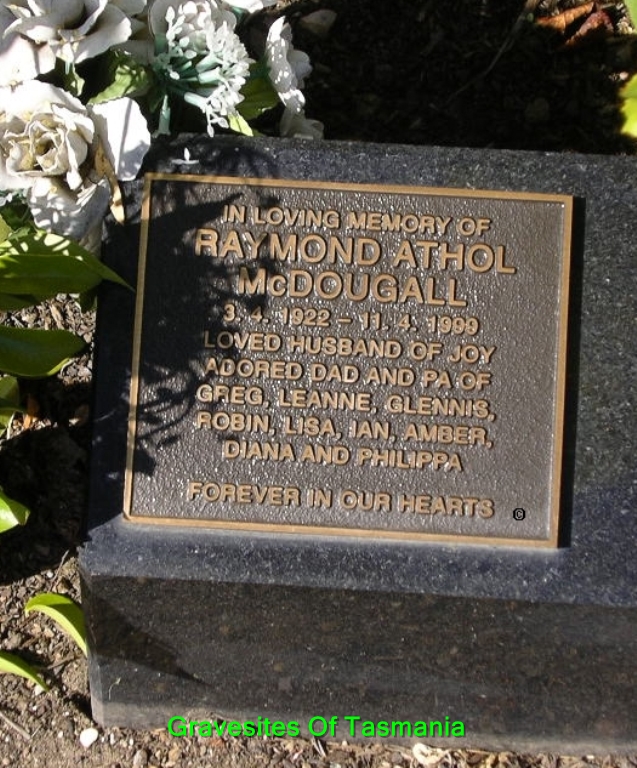 IN LOVING MEMORY OF
RAYMOND ATHOL
McDOUGALL
3. 4. 1922 – 11. 4. 1999
LOVED HUSBAND OF JOY
ADORED DAD AND PA OF
GREG, LEANNE, GLENNIS,
ROBIN, LISA, IAN, AMBER,
DIANA AND PHILIPPA
FOREVER IN OUR HEARTS ©
Gravesites Of Tasmania